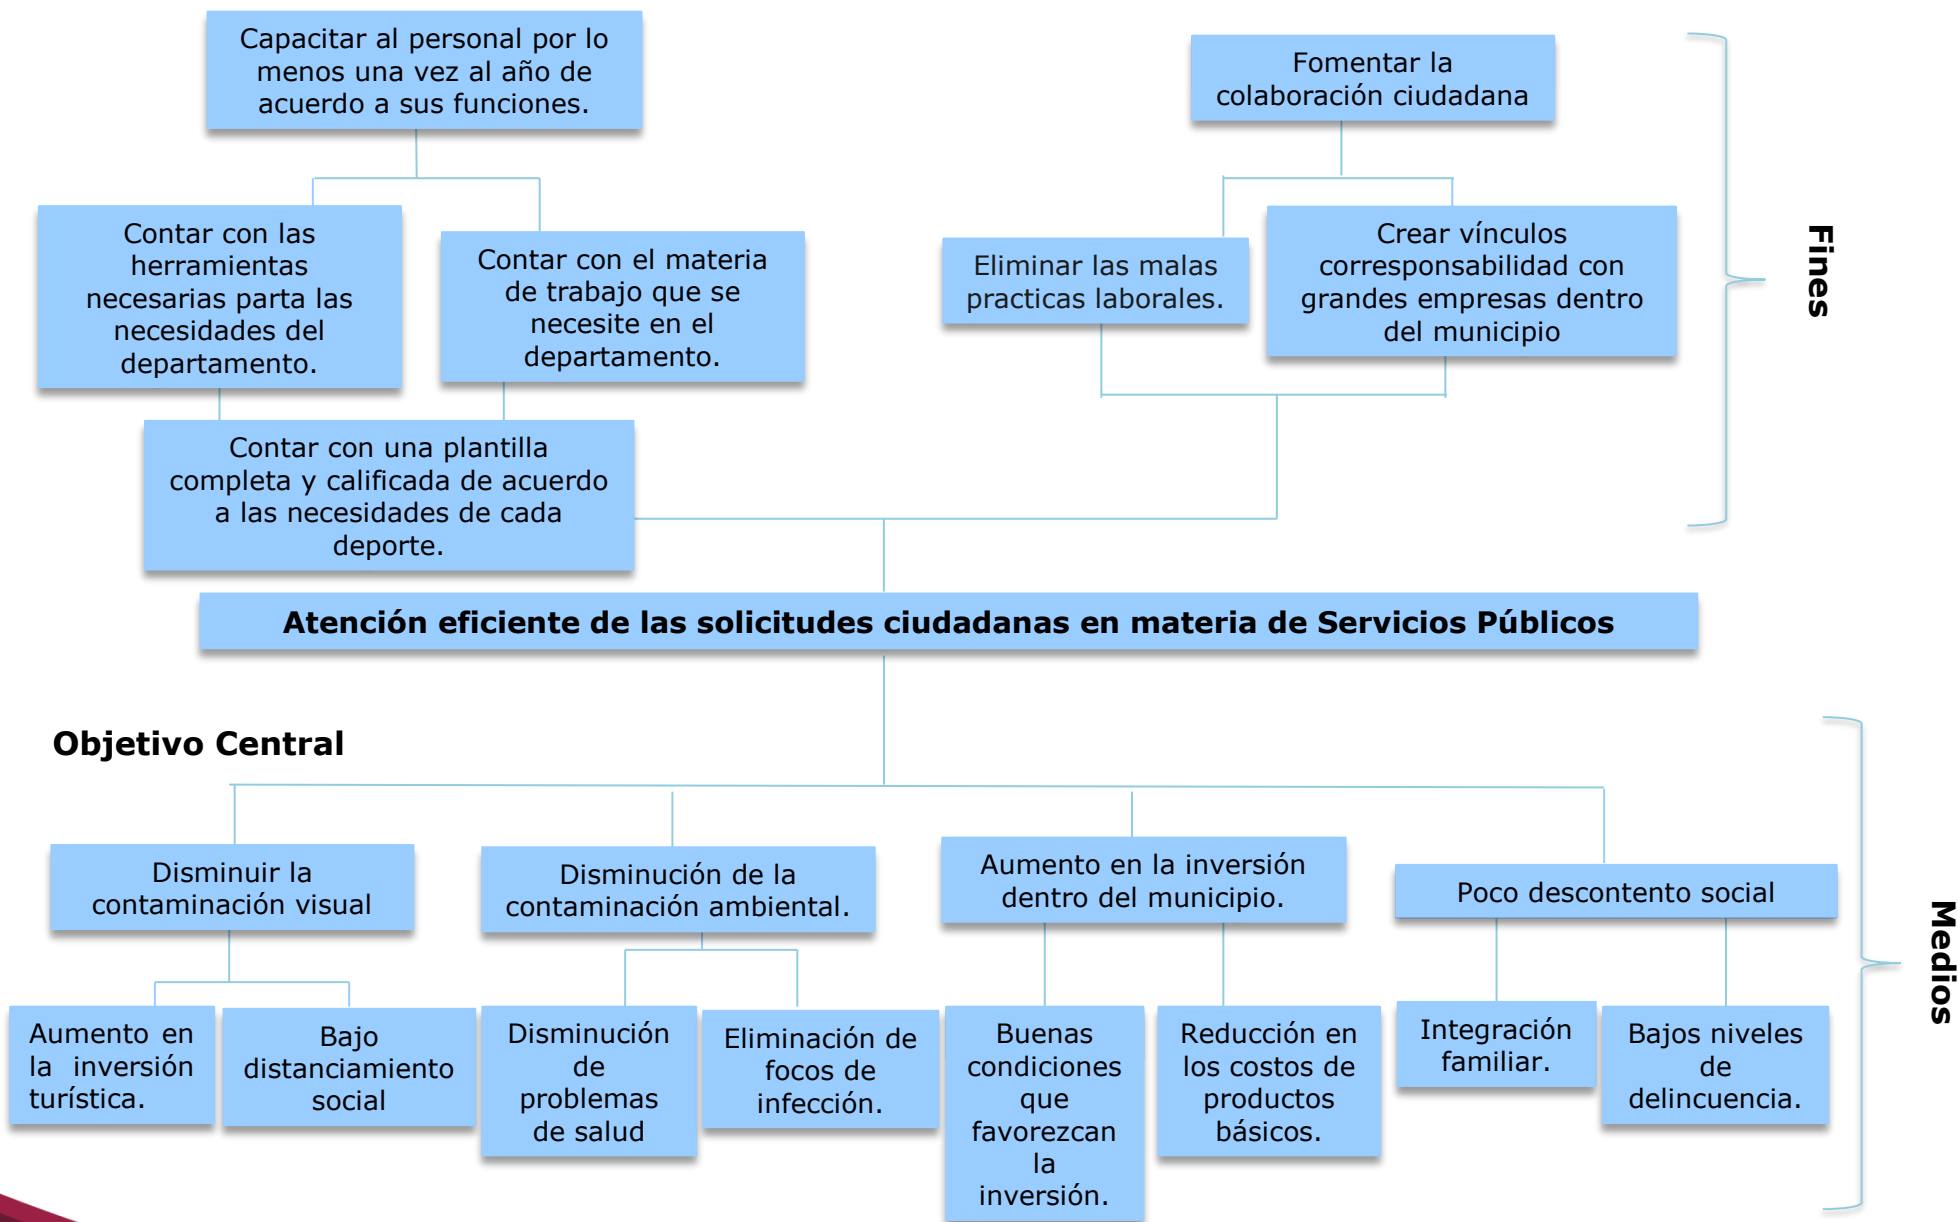 Capacitar al personal por lo
menos una vez al año de
acuerdo a sus funciones.
Fomentar la
colaboración ciudadana
Contar con las
herramientas
necesarias parta las
necesidades del
departamento.
Contar con el materia
de trabajo que se
necesite en el
departamento.
Eliminar las malas
practicas laborales.
Crear vínculos
corresponsabilidad con
grandes empresas dentro
del municipio
Fines
Contar con una plantilla
completa y calificada de acuerdo
a las necesidades de cada
deporte.
Atención eficiente de las solicitudes ciudadanas en materia de Servicios Públicos
Objetivo Central
Disminuir la
contaminación visual
Disminución de la
contaminación ambiental.
Aumento en la inversión
dentro del municipio.
Poco descontento social
Medios
Aumento en
la inversión
turística.
Bajo
distanciamiento
social
Disminución
de
problemas
de salud
Eliminación de
focos de
infección.
Buenas
condiciones
que
favorezcan
la
inversión.
Reducción en
los costos de
productos
básicos.
Integración
familiar.
Bajos niveles
de
delincuencia.